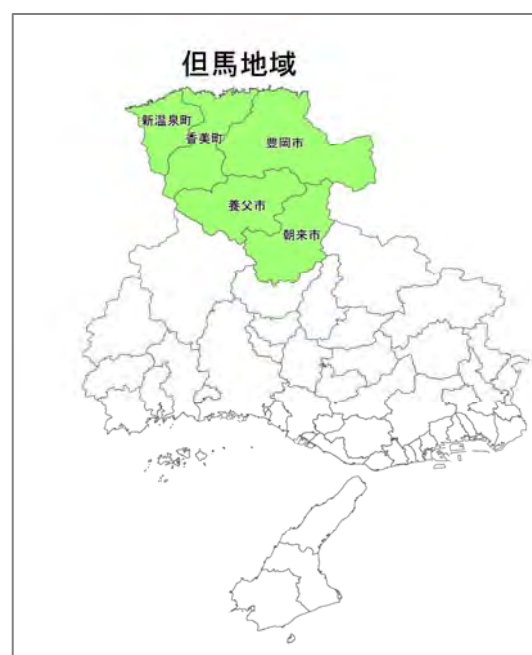 但馬地域
新温泉町
香美町
豊岡市
養父市
朝来市